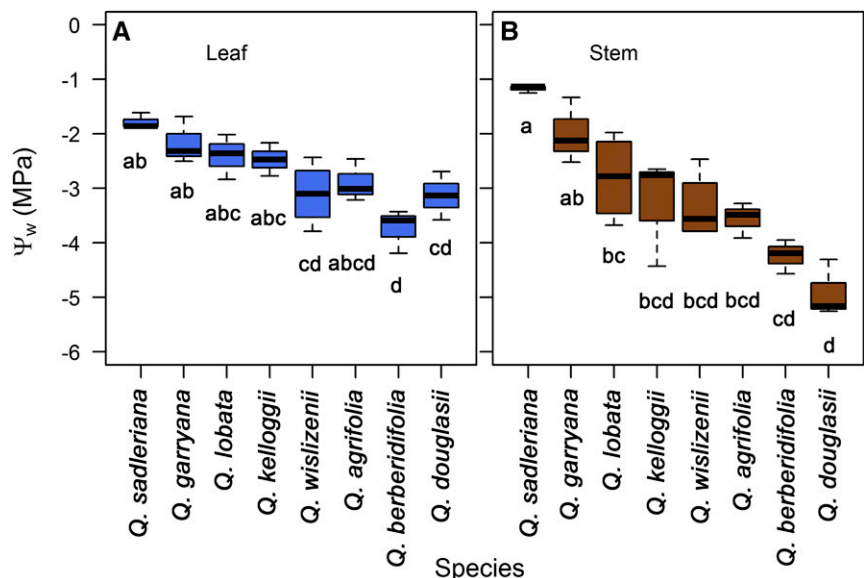 A
Leaf
B
Stem
0
-1
-2
-3
-4
-5
-6
Ψw (MPa)
ab
ab
abc
abc
cd
abcd
d
cd
a
ab
bc
bcd
bcd
bcd
cd
d
Q. sadleriana
Q. garryana
Q. lobata
Q. kelloggii
Q. wislizenii
Q. agrifolia
Q. berberidifolia
Q. douglasii
Q. sadleriana
Q. garryana
Q. lobata
Q. kelloggii
Q. wislizenii
Q. agrifolia
Q. berberidifolia
Q. douglasii
Species